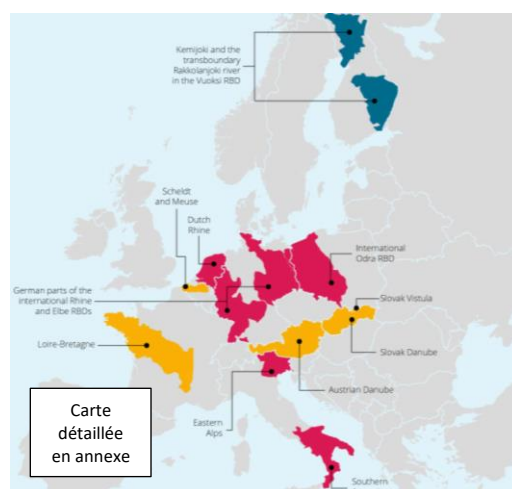 Kemijoki and the
transboundary
Rakkolanjoki river
in the Vuoksi RBD
Scheldt
and Meuse
Dutch
Rhine
International
Odra RBD
German parts of the
international Rhine
and Elbe RBDs
Slovak Vistula
Loire-Bretagne
Slovak Danube
Austrian Danube
Eastern
Alps
Carte
détaillée
en annexe
Southern